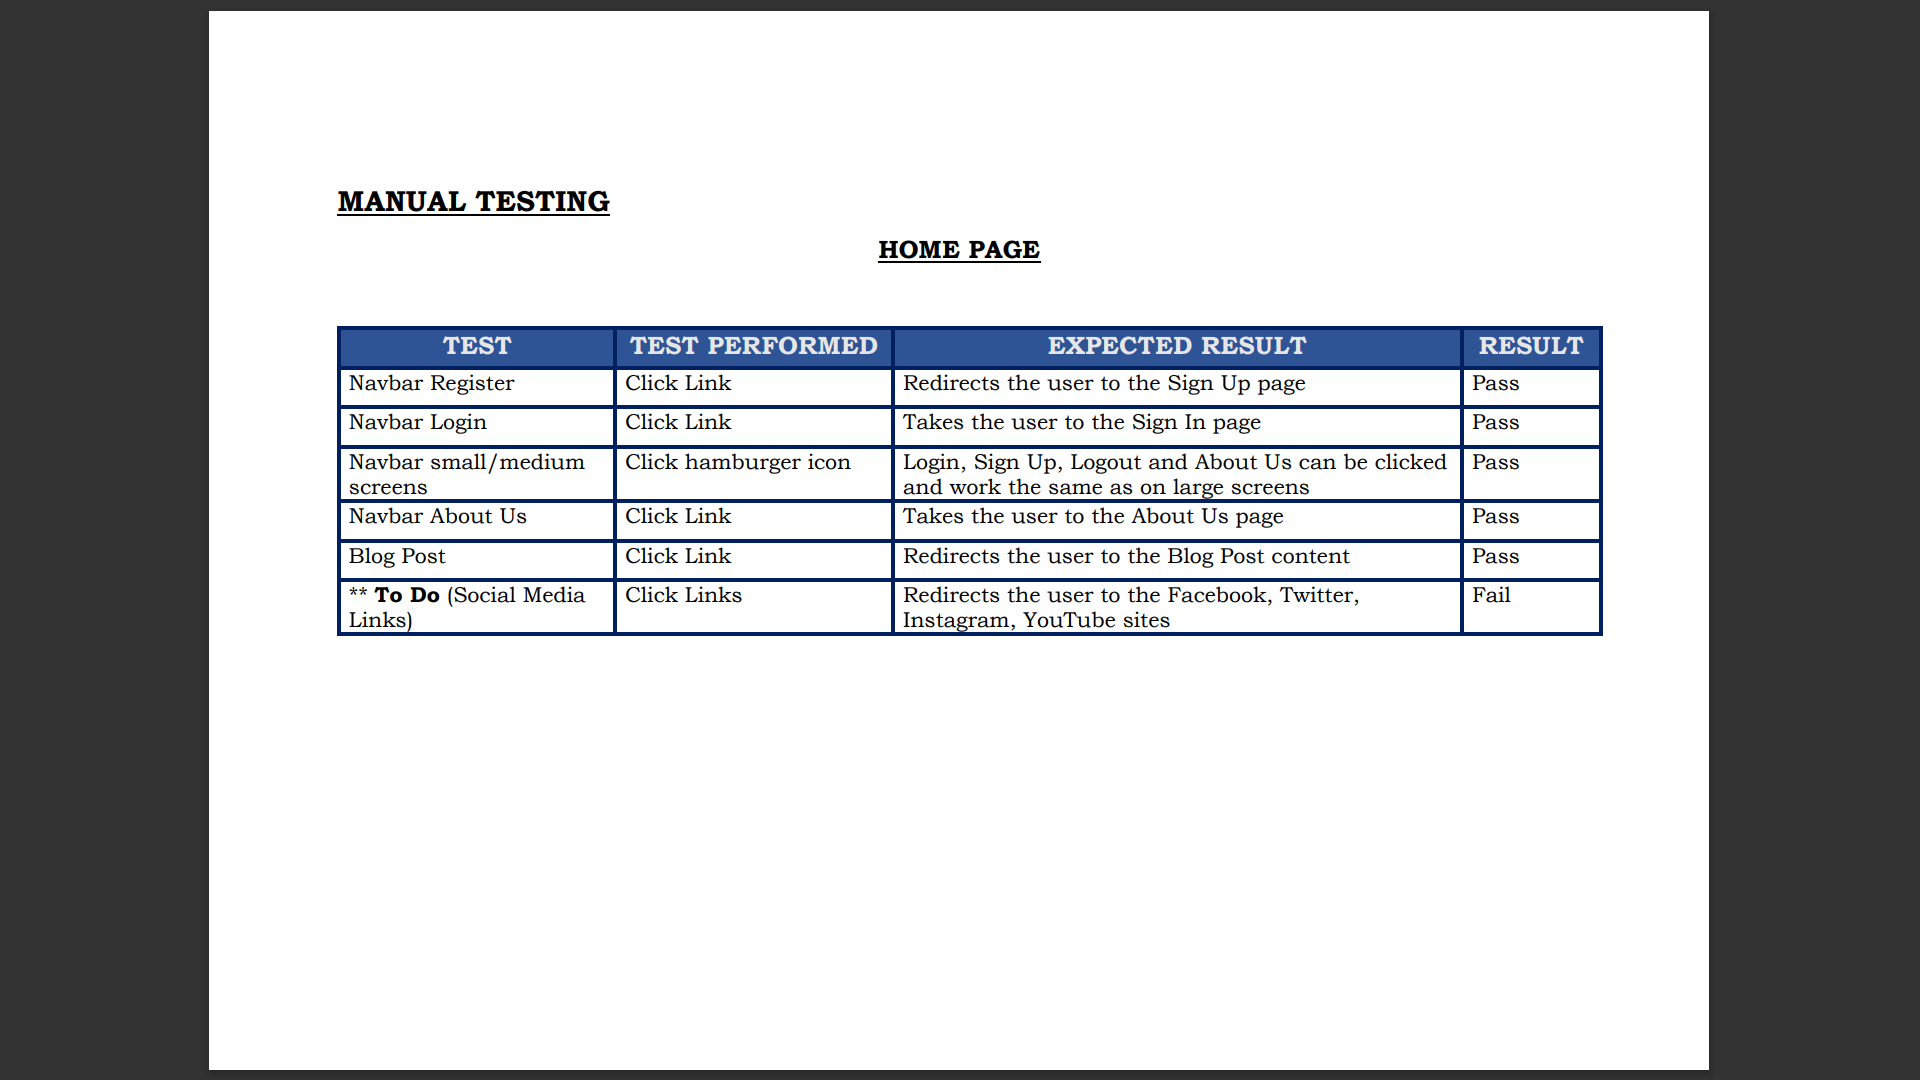 MANUAL TESTING
HOME PAGE
TEST TEST PERFORMED EXPECTED RESULT RESULT
Navbar Register Click Link Redirects the user to the Sign Up page Pass
Navbar Login Click Link Takes the user to the Sign In page Pass
Navbar small/medium Click hamburger icon Login, Sign Up, Logout and About Us can be clicked Pass
screens and work the same as on large screens
Navbar About Us Click Link Takes the user to the About Us page Pass
Blog Post Click Link Redirects the user to the Blog Post content Pass
** To Do (Social Media Click Links Redirects the user to the Facebook, Twitter, Fail
Links) Instagram, YouTube sites